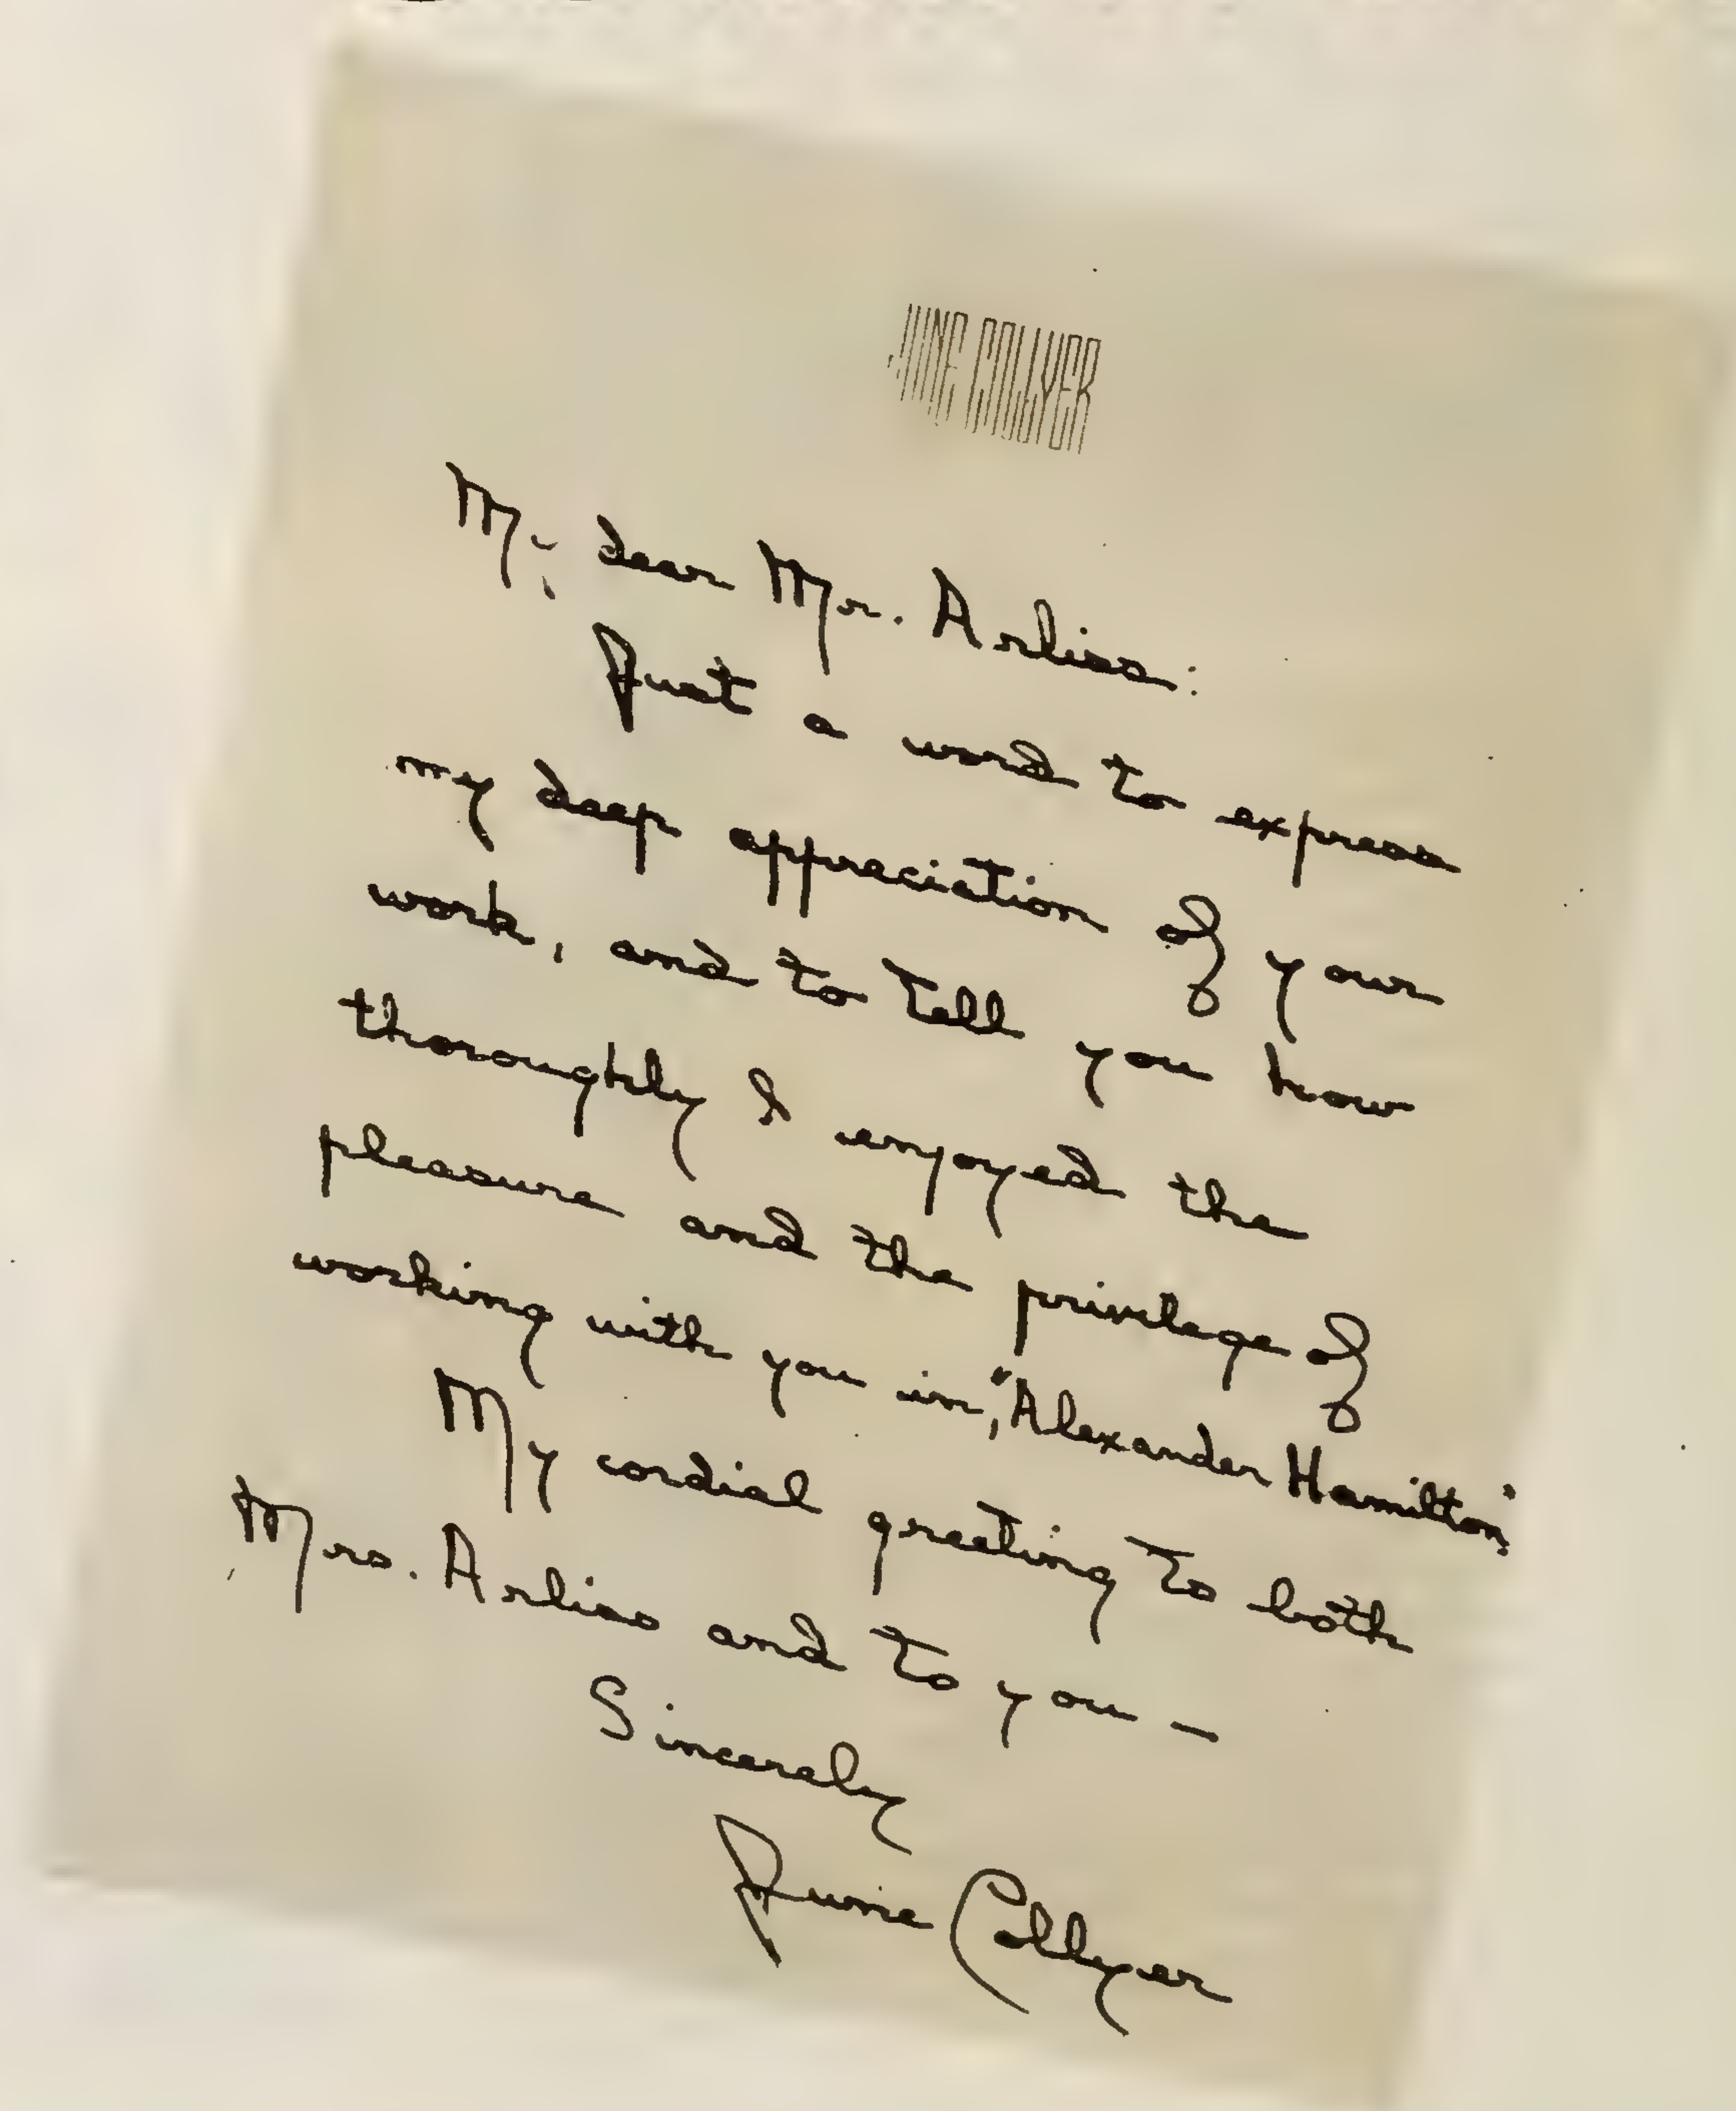 JUNE COLLYER
My dear Mr. Arliss:
Just a word to express
my deep appreciation of your
work, and to tell you how
thoroughly I enjoyed the
pleasure and the privilege of
working with you in, "Alexander Hamilton".
My cordial greeting to both
Mrs. Arliss and to you —
Sincerely
June Collyer